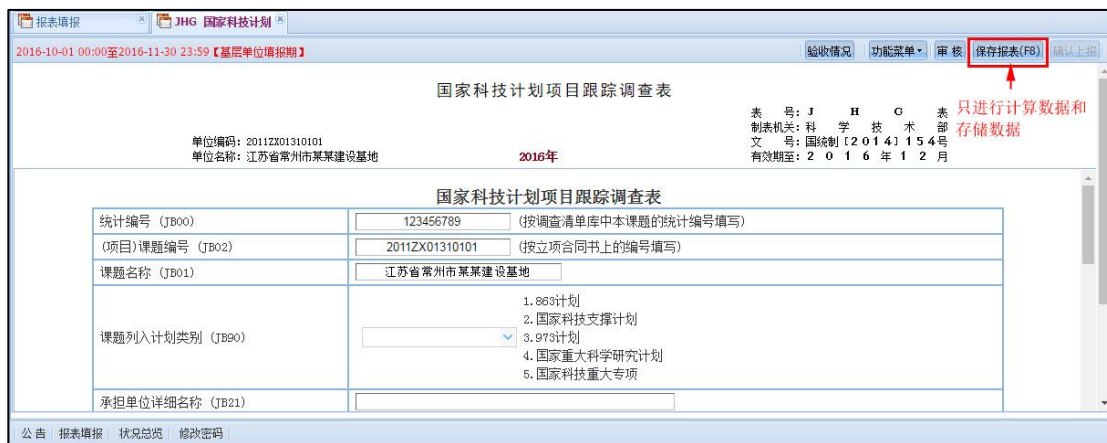 报表填报 JHG 国家科技计划
2016-10-01 00:00至2016-11-30 23:59【基层单位填报期】 验收情况 功能菜单 审 核 保存报表(F8) 确认上报
国家科技计划项目跟踪调查表
只进行计算数据和
存储数据
表 号：J H G 表
制表机关：科 学 技 术 部
文 号：国统制［2014］154号
有效期至：2 0 1 6 年 1 2 月
单位编码：2011ZX01310101
单位名称：江苏省常州市某某建设基地
2016年
国家科技计划项目跟踪调查表
统计编号 (JB00) 123456789 (按调查清单库中本课题的统计编号填写)
(项目)课题编号 (JB02) 2011ZX01310101 (按立项合同书上的编号填写)
课题名称 (JB01) 江苏省常州市某某建设基地
课题列入计划类别 (JB90)
1.863计划
2.国家科技支撑计划
3.973计划
4.国家重大科学研究计划
5.国家科技重大专项
承担单位详细名称 (JB21)
公 告 报表填报 状况总览 修改密码